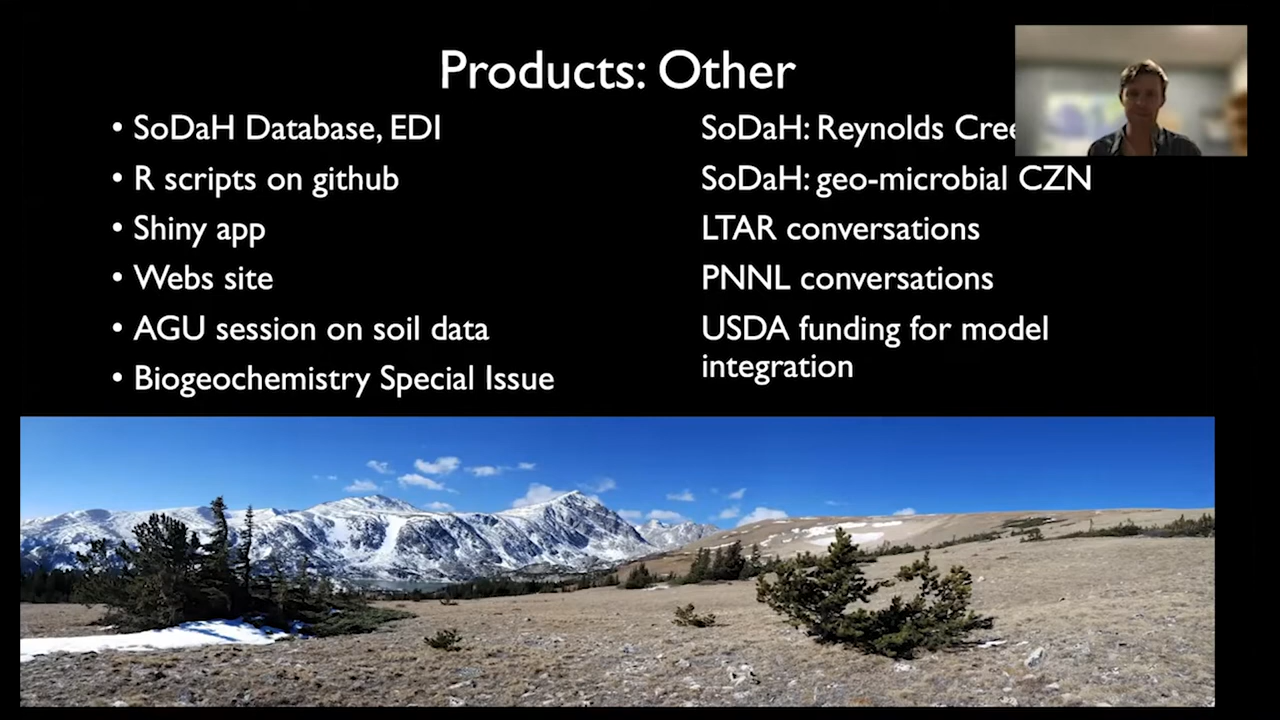 Products: Other
• SoDaH Database, EDI
• R scripts on github
• Shiny app
• Webs site
• AGU session on soil data
• Biogeochemistry Special Issue
SoDaH: Reynolds
SoDaH: geo-microbial CZN
LTAR conversations
PNNL conversations
USDA funding for model
integration